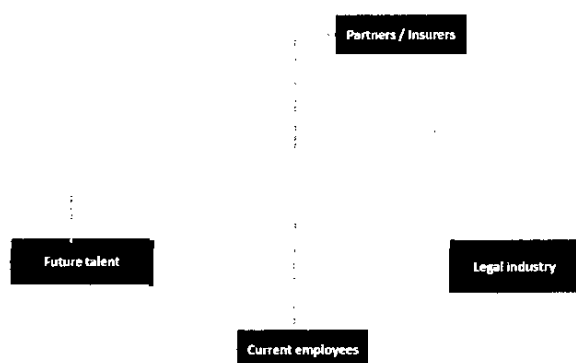 Partners / Insurers
Future talent
Legal industry
Current employees